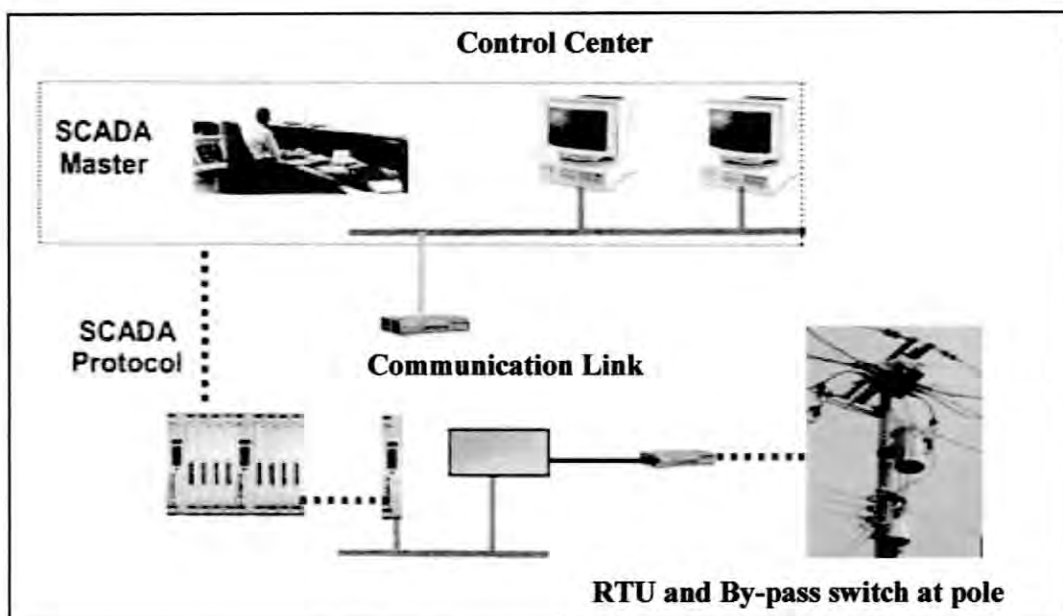 Control Center
SCADA
Master
SCADA
Protocol
Communication Link
RTU and By-pass switch at pole